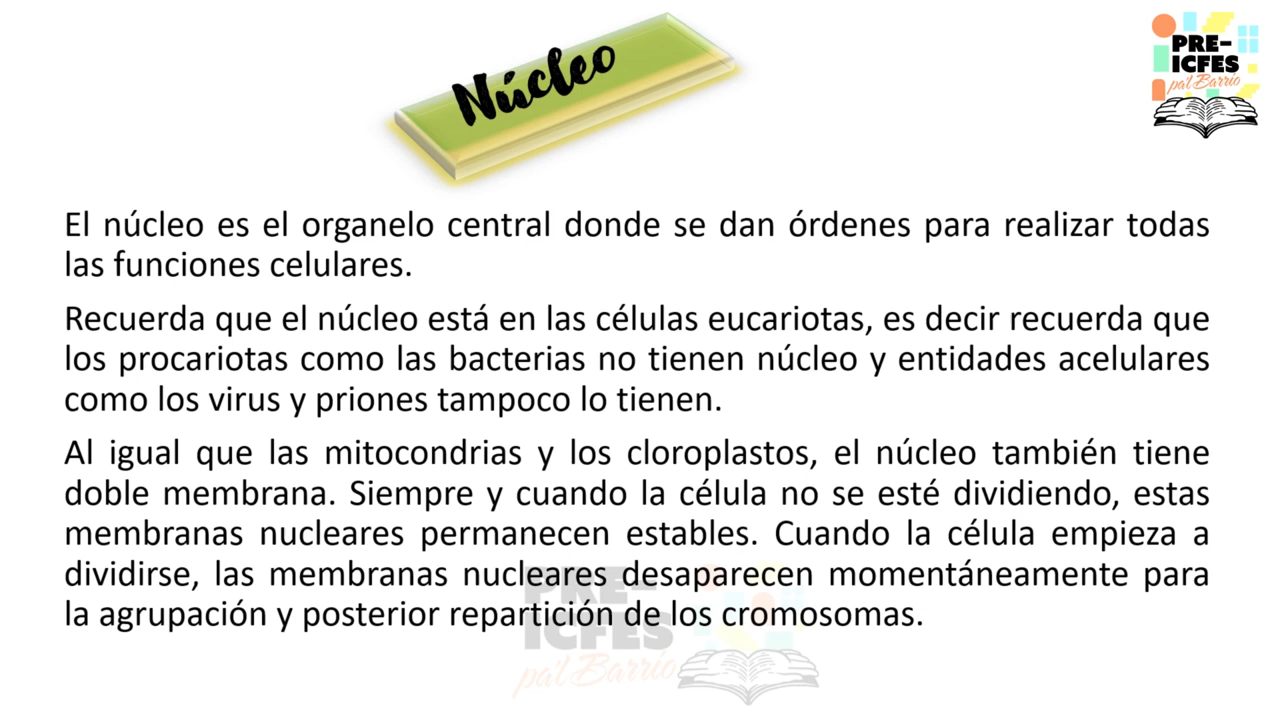 Núcleo
PRE-
ICFES
pa'l Barrio
El núcleo es el organelo central donde se dan órdenes para realizar todas
las funciones celulares.
Recuerda que el núcleo está en las células eucariotas, es decir recuerda que
los procariotas como las bacterias no tienen núcleo y entidades acelulares
como los virus y priones tampoco lo tienen.
Al igual que las mitocondrias y los cloroplastos, el núcleo también tiene
doble membrana. Siempre y cuando la célula no se esté dividiendo, estas
membranas nucleares permanecen estables. Cuando la célula empieza a
dividirse, las membranas nucleares desaparecen momentáneamente para
la agrupación y posterior repartición de los cromosomas.
PRE-
ICFES
pa'l Barrio